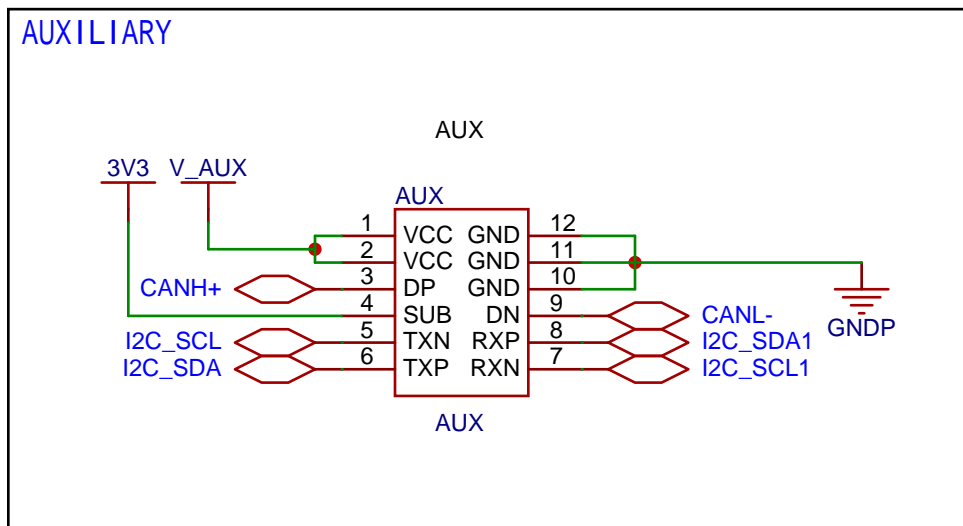 AUXILIARY
AUX
3V3 V_AUX
AUX
1 VCC GND 12
2 VCC GND 11
CANH+ 3 DP GND 10
4 SUB DN 9 CANL-
I2C_SCL 5 TXN RXP 8 I2C_SDA1
I2C_SDA 6 TXP RXN 7 I2C_SCL1
GNDP
AUX